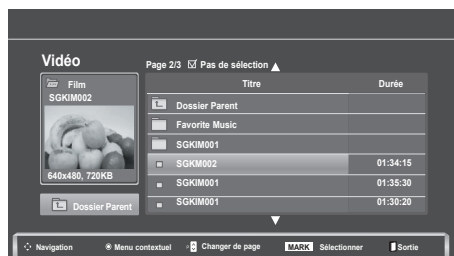 Vidéo
Page 2/3 Pas de sélection
Film
SGKIM002
640x480, 720KB
Dossier Parent
Titre Durée
Dossier Parent
Favorite Music
SGKIM001
SGKM002 01:34:15
SGKIM001 01:35:30
SGKIM001 01:30:20
Navigation Menu contextuel Changer de page MARK Sélectionner Sortie